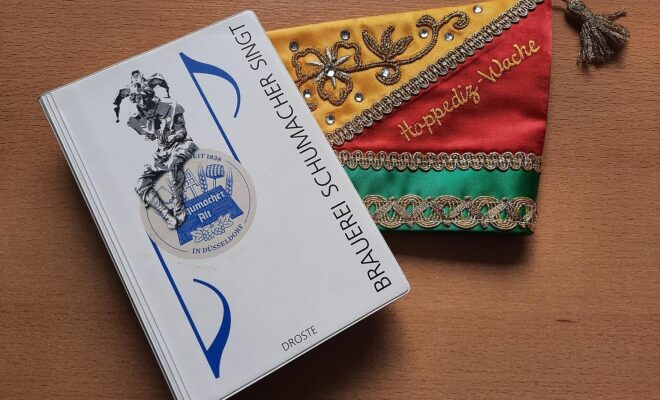 BRAUEREI SCHUMACHER SINGT
SEIT 1838
Schumacher
Alt
IN DÜSSELDORF
DROSTE
Hoppediz-Wache